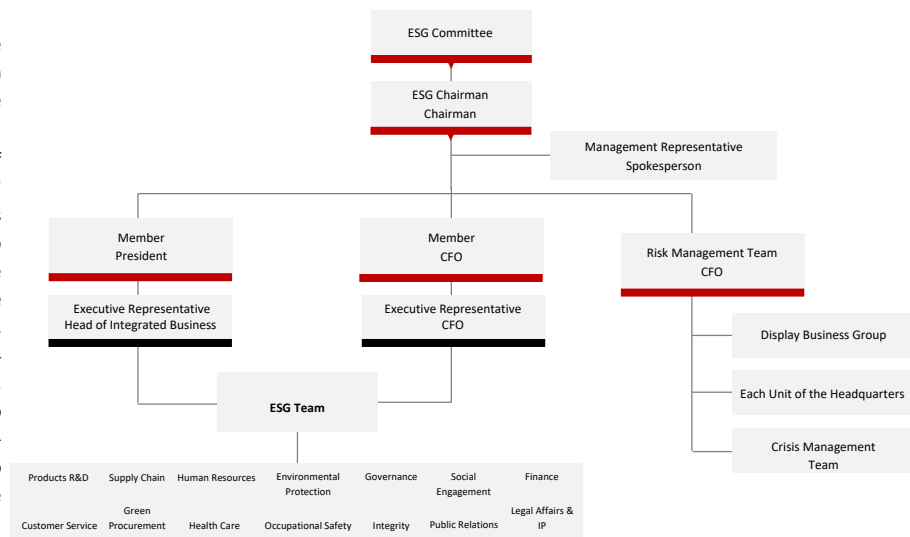 ESG Committee
ESG Chairman
Chairman
Management Representative
Spokesperson
Member
President
Member
CFO
Risk Management Team
CFO
Executive Representative
Head of Integrated Business
Executive Representative
CFO
Display Business Group
Each Unit of the Headquarters
Crisis Management
Team
ESG Team
Products R&D
Supply Chain
Human Resources
Environmental
Protection
Governance
Social
Engagement
Finance
Customer Service
Green
Procurement
Health Care
Occupational Safety
Integrity
Public Relations
Legal Affairs &
IP